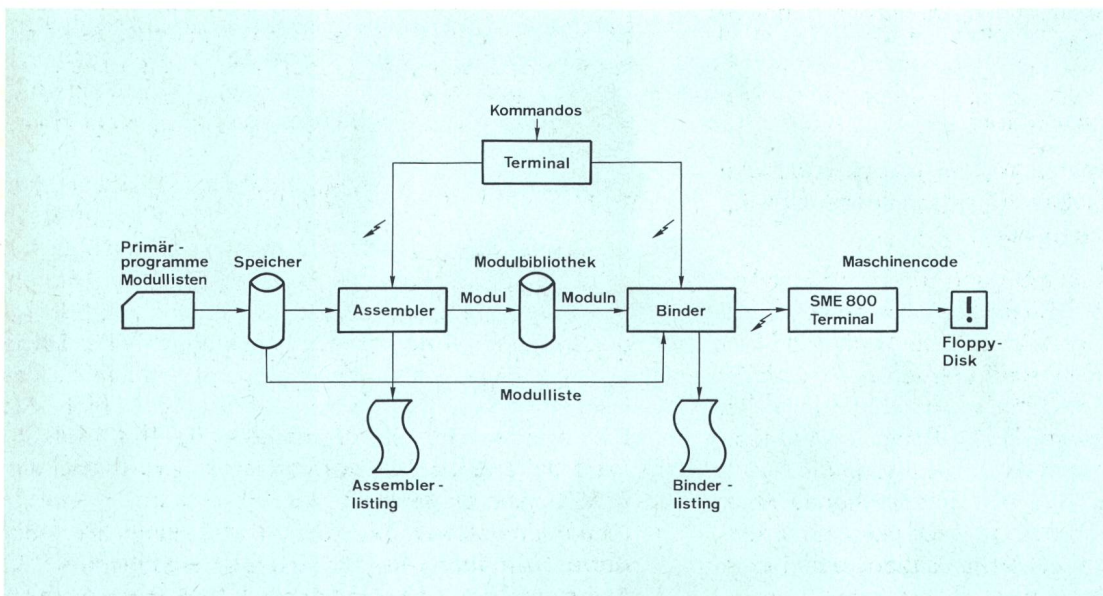 Kommandos
Terminal
Primär -
programme
Modullisten
Speicher
Assembler
Modul
Modulbibliothek
Moduln
Binder
Maschinencode
SME 800
Terminal
!
Floppy-
Disk
Modulliste
Assembler -
listing
Binder -
listing